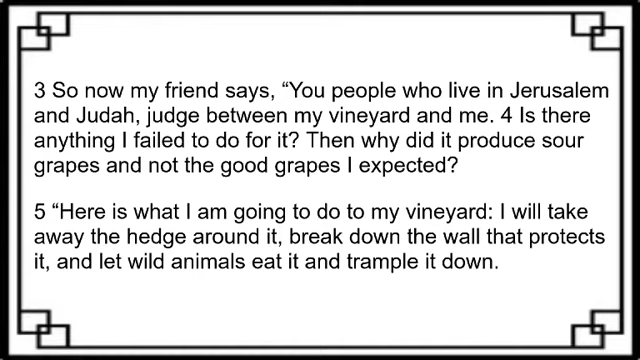 3 So now my friend says, “You people who live in Jerusalem
and Judah, judge between my vineyard and me. 4 Is there
anything I failed to do for it? Then why did it produce sour
grapes and not the good grapes I expected?
5 “Here is what I am going to do to my vineyard: I will take
away the hedge around it, break down the wall that protects
it, and let wild animals eat it and trample it down.